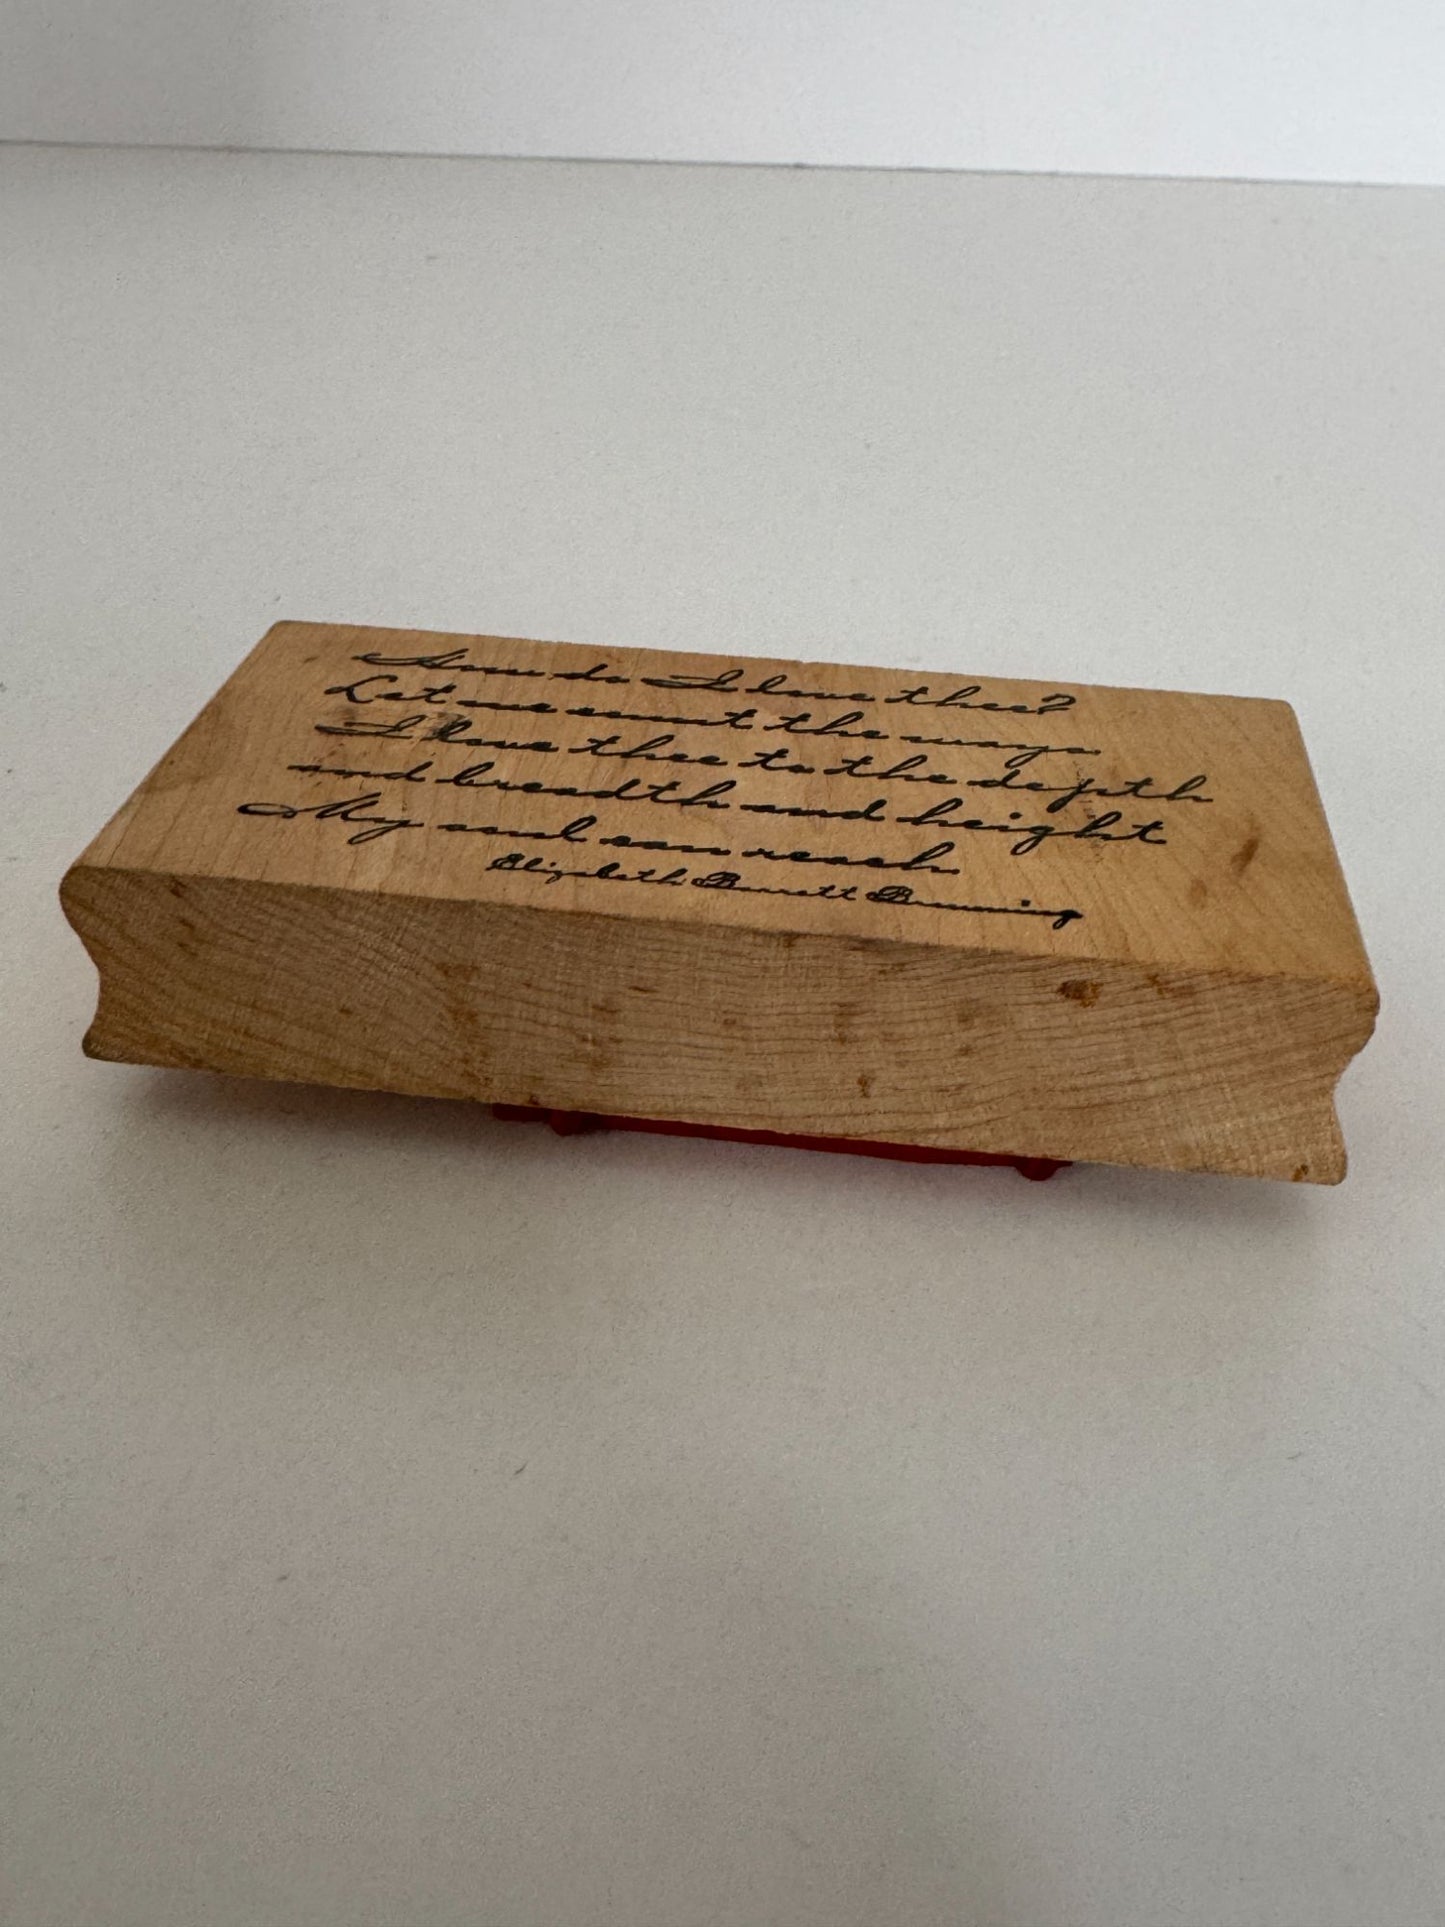 How do I love thee?
Let me count the ways
I love thee to the depth
and breadth and height
My soul can reach
Elizabeth Barrett Browning